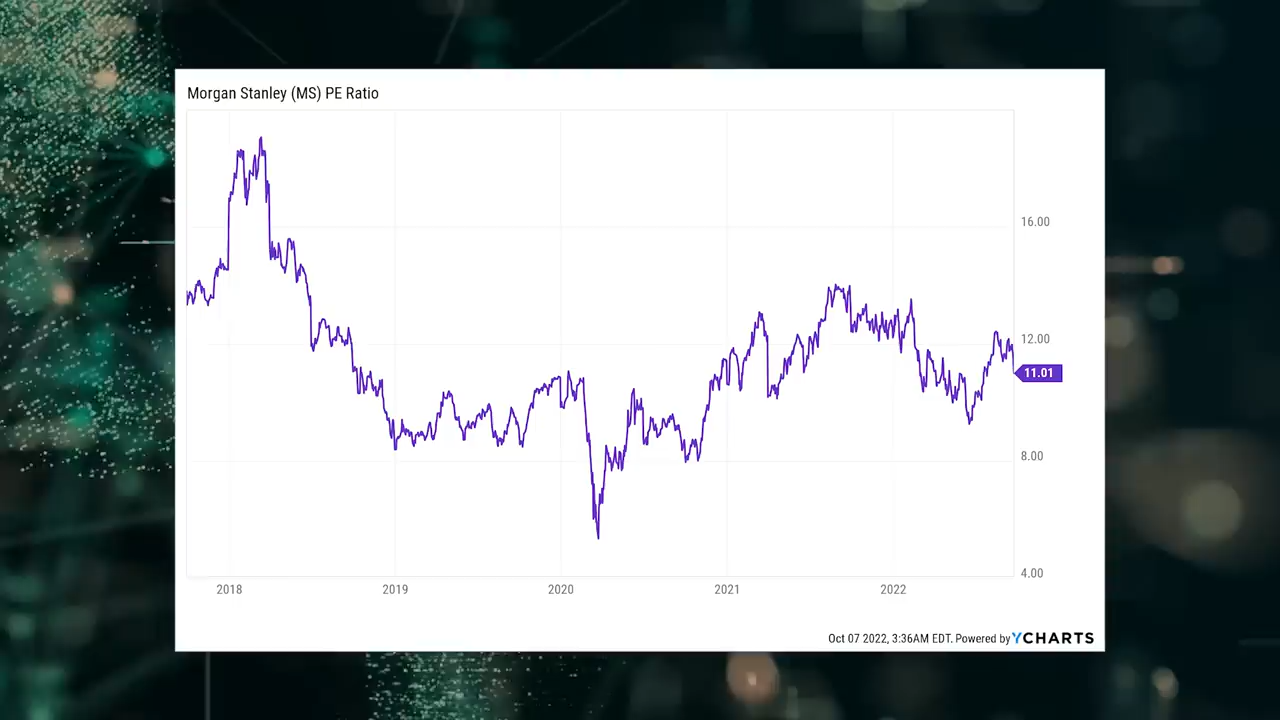 Morgan Stanley (MS) PE Ratio
16.00
12.00
11.01
8.00
4.00
2018 2019 2020 2021 2022
Oct 07 2022, 3:36AM EDT. Powered by YCHARTS